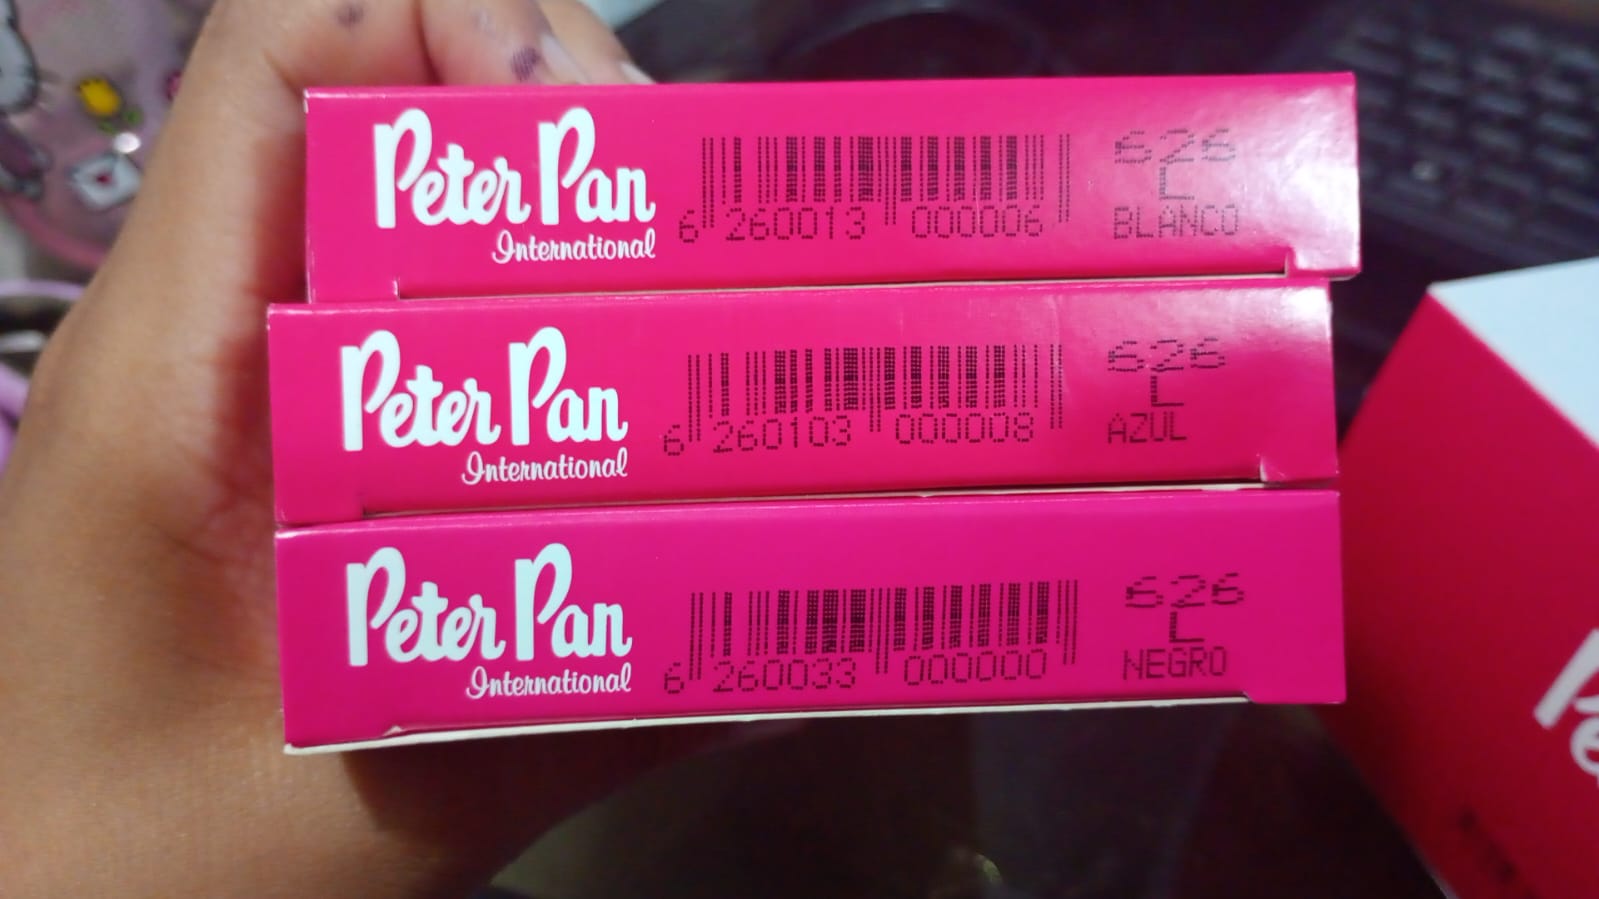 Peter Pan
International
6 260013 000006
626
L
BLANCO
Peter Pan
International
6 260103 000008
626
L
AZUL
Peter Pan
International
6 260033 000000
626
L
NEGRO